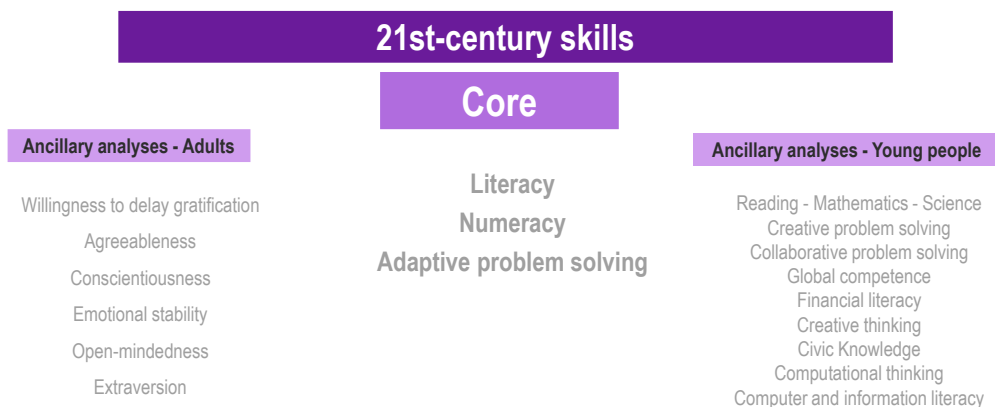 21st-century skills
Core
Ancillary analyses - Adults
Willingness to delay gratification
Agreeableness
Conscientiousness
Emotional stability
Open-mindedness
Extraversion
Literacy
Numeracy
Adaptive problem solving
Ancillary analyses - Young people
Reading - Mathematics - Science
Creative problem solving
Collaborative problem solving
Global competence
Financial literacy
Creative thinking
Civic Knowledge
Computational thinking
Computer and information literacy